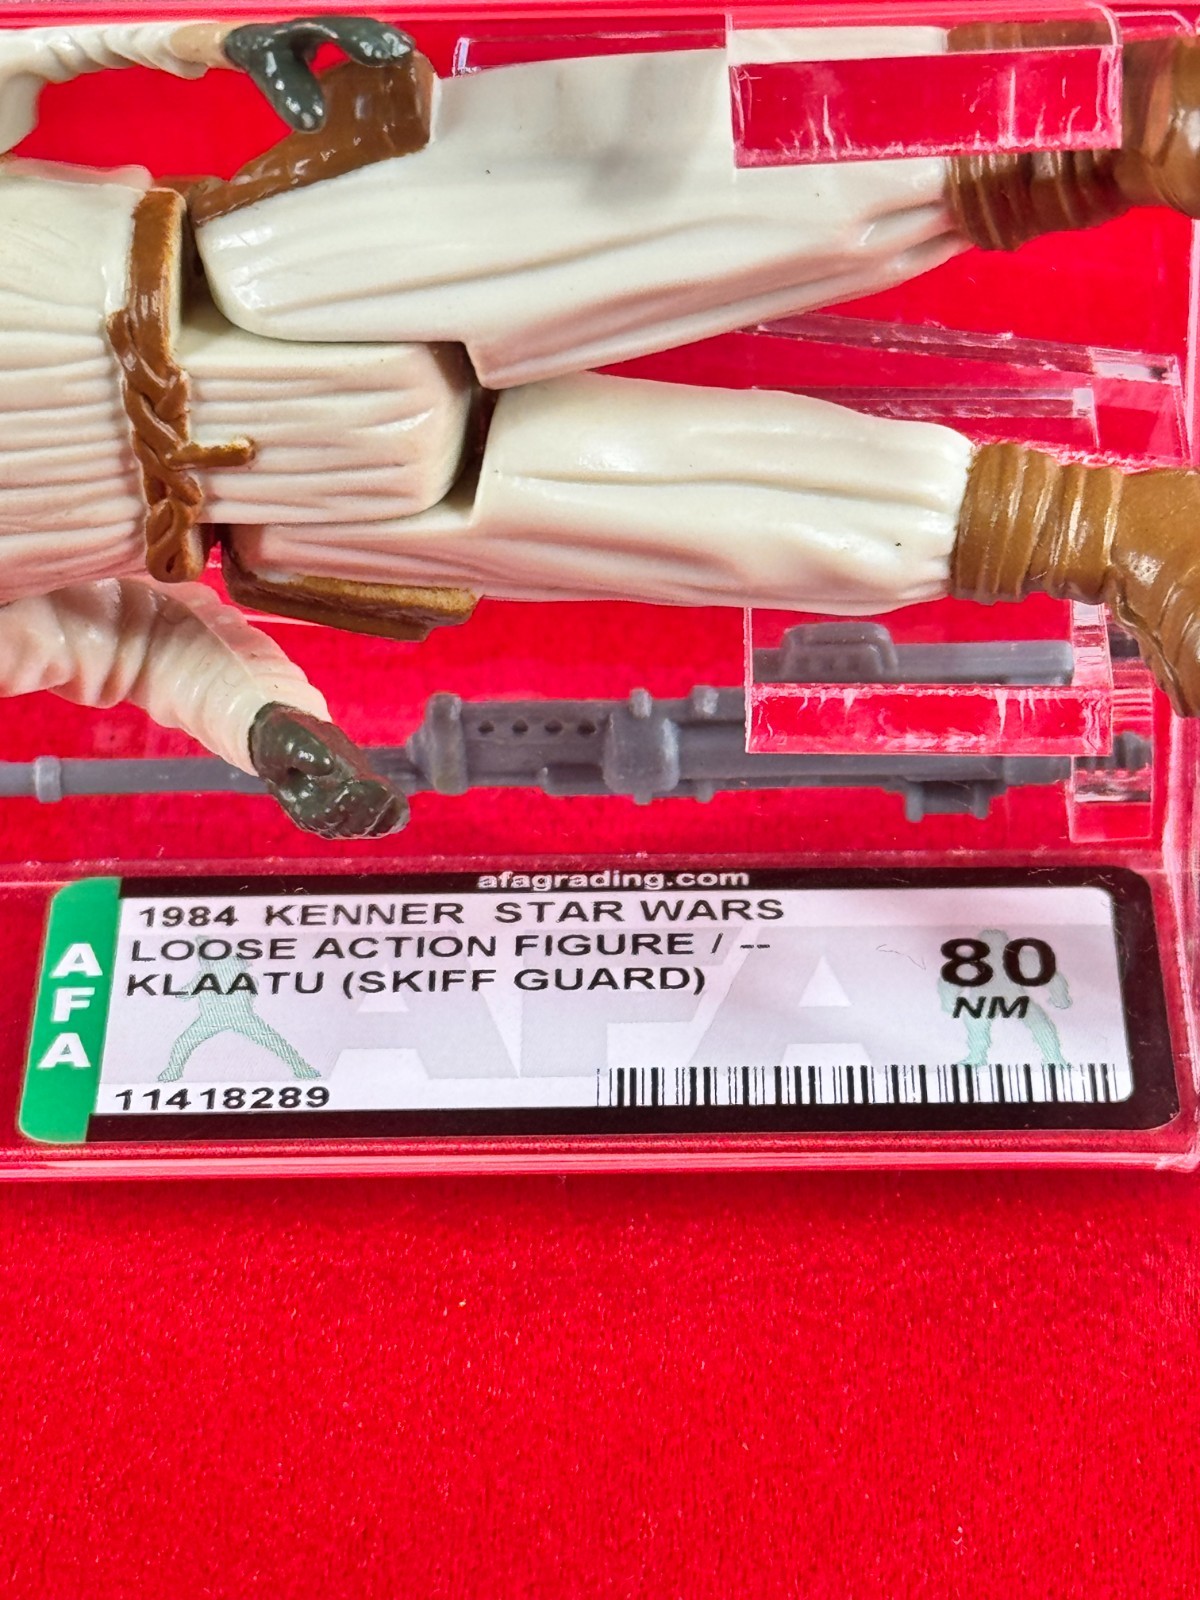 afagrading.com
AFA
1984 KENNER STAR WARS
LOOSE ACTION FIGURE / --
KLAATU (SKIFF GUARD)
80
NM
AFA
11418289